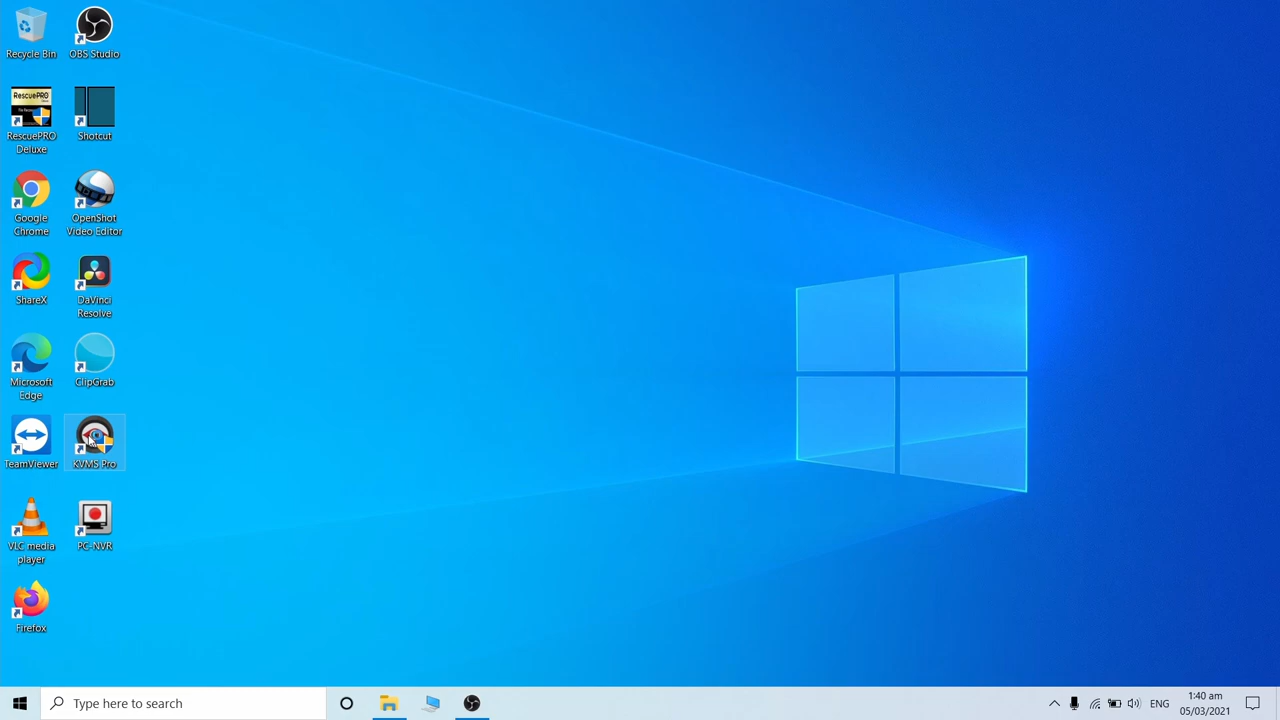 Recycle Bin
OBS Studio
RescuePRO
RescuePRO
Deluxe
Shotcut
Google
Chrome
OpenShot
Video Editor
ShareX
DaVinci
Resolve
Microsoft
Edge
ClipGrab
TeamViewer
KVMS Pro
VLC media
player
PC-NVR
Firefox
Type here to search
ENG
1:40 am
05/03/2021